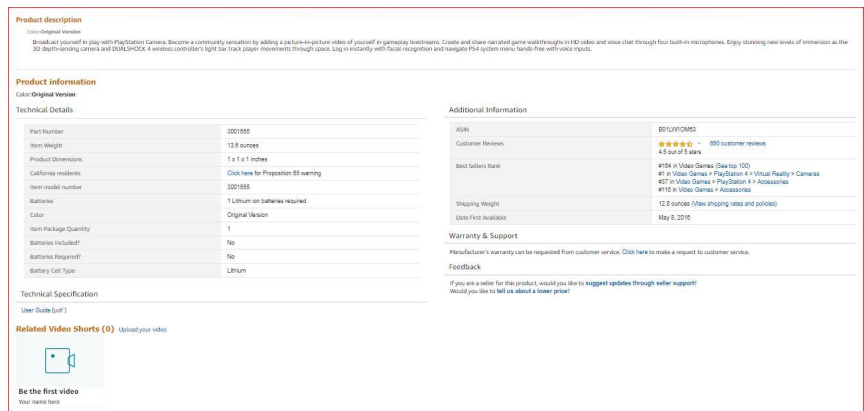 Product description
Color:Original Version
Broadcast yourself in play with PlayStation Camera. Become a community sensation by adding a picture-in-picture video of yourself in gameplay livestreams. Create and share narrated game walkthroughs in HD video and voice chat through four built-in microphones. Enjoy stunning new levels of immersion as the
3D depth-sensing camera and DUALSHOCK 4 wireless controller's light bar track player movements through space. Log in instantly with facial recognition and navigate PS4 system menu hands-free with voice inputs.
Product information
Color:Original Version
Technical Details
Part Number 3001555
Item Weight 13.6 ounces
Product Dimensions 1 x 1 x 1 inches
California residents Click here for Proposition 65 warning
Item model number 3001555
Batteries 1 Lithium ion batteries required.
Color Original Version
Item Package Quantity 1
Batteries Included? No
Batteries Required? No
Battery Cell Type Lithium
Technical Specification
User Guide [pdf ]
Additional Information
ASIN B01LW1OM63
Customer Reviews 660 customer reviews
4.5 out of 5 stars
Best Sellers Rank #164 in Video Games (See top 100)
#1 in Video Games > PlayStation 4 > Virtual Reality > Cameras
#37 in Video Games > PlayStation 4 > Accessories
#116 in Video Games > Accessories
Shipping Weight 12.8 ounces (View shipping rates and policies)
Date First Available May 8, 2016
Warranty & Support
Manufacturer's warranty can be requested from customer service. Click here to make a request to customer service.
Feedback
If you are a seller for this product, would you like to suggest updates through seller support?
Would you like to tell us about a lower price?
Related Video Shorts (0) Upload your video
Be the first video
Your name here